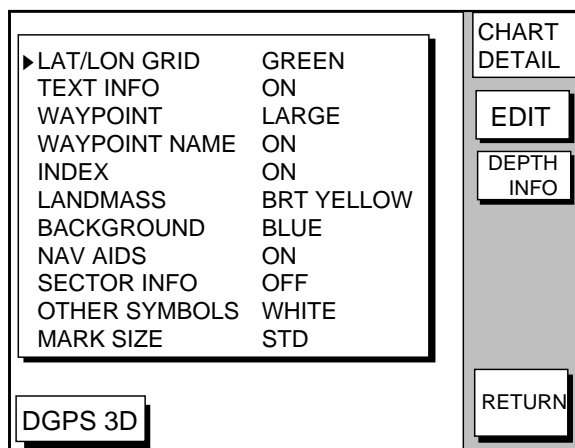 LAT/LON GRID GREEN
TEXT INFO ON
WAYPOINT LARGE
WAYPOINT NAME ON
INDEX ON
LANDMASS BRT YELLOW
BACKGROUND BLUE
NAV AIDS ON
SECTOR INFO OFF
OTHER SYMBOLS WHITE
MARK SIZE STD
DGPS 3D
CHART
DETAIL
EDIT
DEPTH
INFO
RETURN